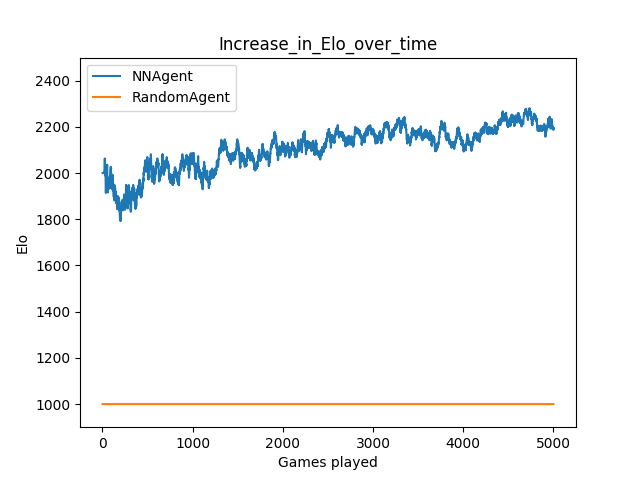 Increase_in_Elo_over_time
NNAgent
RandomAgent
2400
2200
2000
1800
1600
1400
1200
1000
Elo
0 1000 2000 3000 4000 5000
Games played